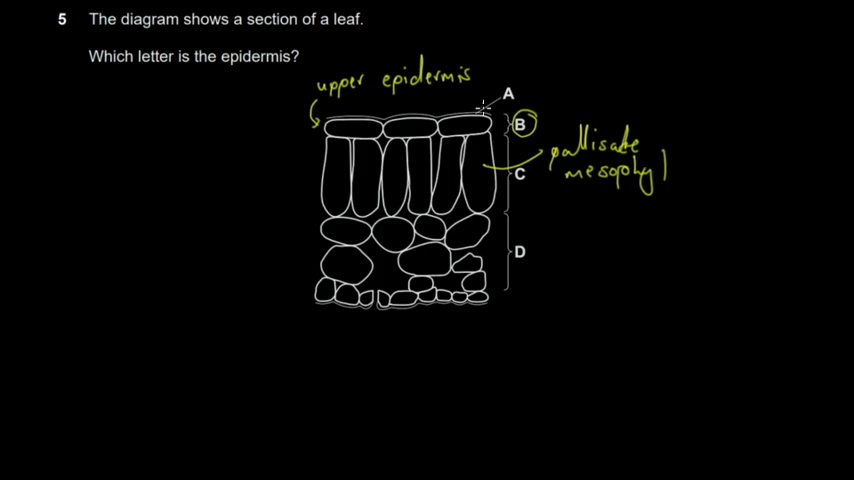 5 The diagram shows a section of a leaf.
Which letter is the epidermis?
upper epidermis
A
B
pallisade
C
mesophyl
D